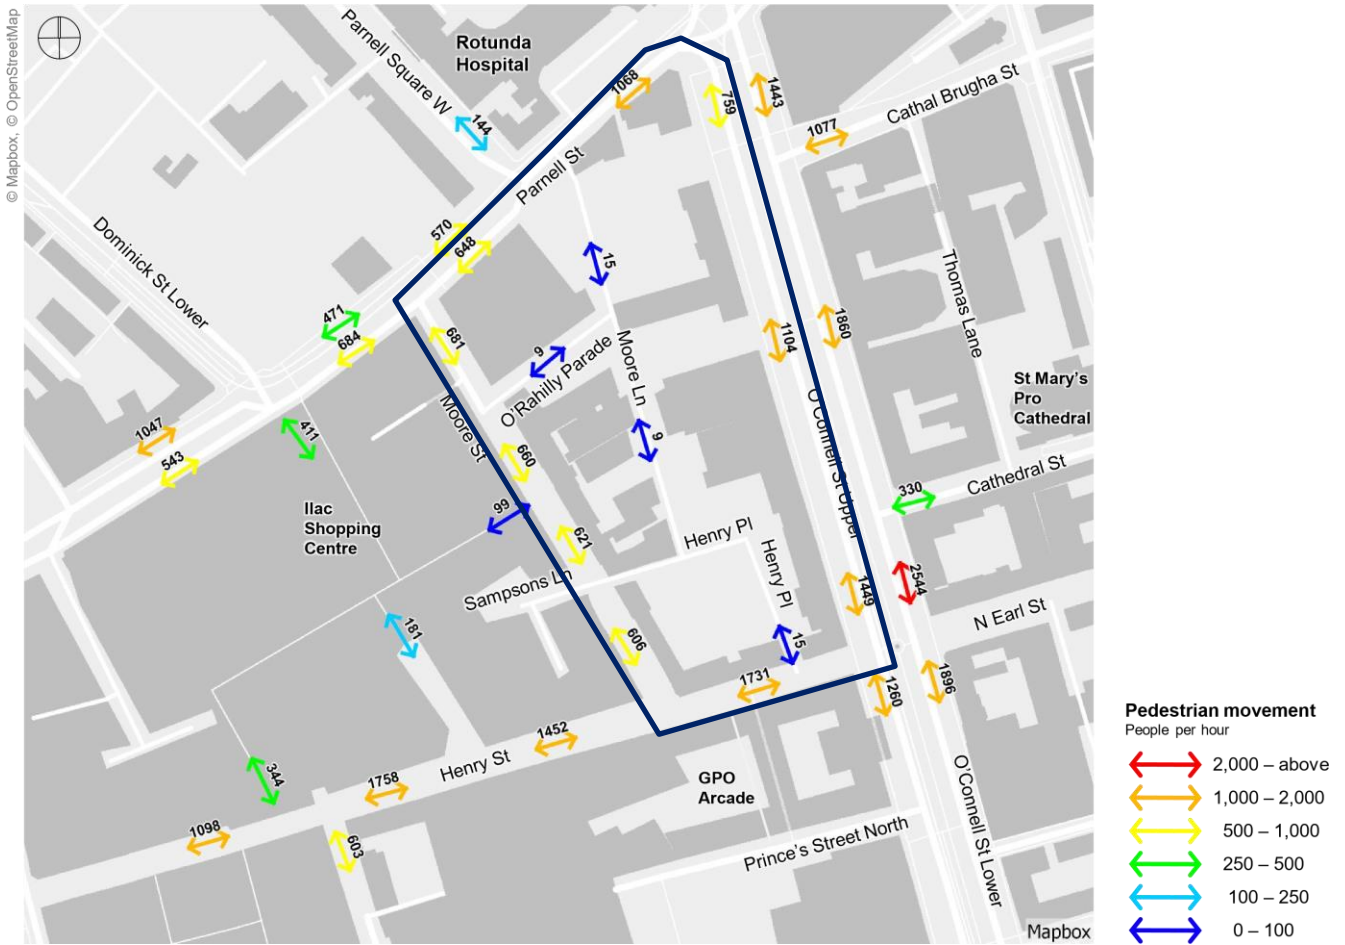 © Mapbox, © OpenStreetMap
Parnell Square W
Rotunda
Hospital
1068
759
1443
Cathal Brugha St
1077
144
Parnell St
Dominick St Lower
570
648
15
Thomas Lane
471
684
681
9
O'Rahilly Parade
Moore Ln
1104
1860
O'Connell St Upper
St Mary's
Pro
Cathedral
Moore St
1047
543
411
660
9
Cathedral St
330
99
Ilac
Shopping
Centre
621
Henry Pl
Henry Pl
Sampsons Ln
1449
2544
N Earl St
181
606
15
1731
1260
1896
1452
Henry St
344
1758
GPO
Arcade
O'Connell St Lower
1098
603
Prince's Street North
Mapbox
Pedestrian movement
People per hour
2,000 – above
1,000 – 2,000
500 – 1,000
250 – 500
100 – 250
0 – 100